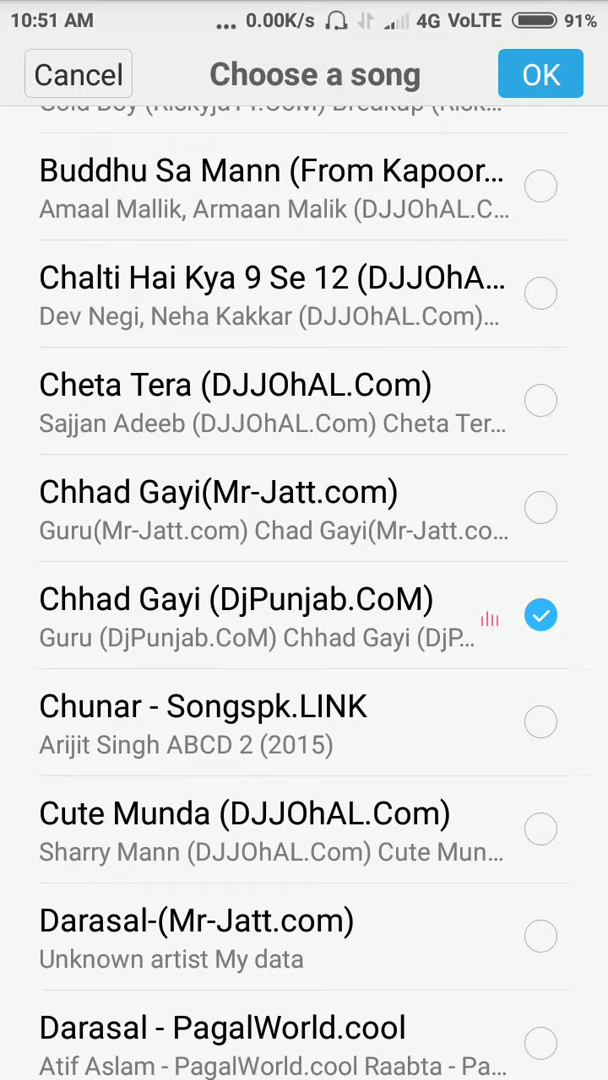 10:51 AM ... 0.00K/s 4G VoLTE 91%
Cancel Choose a song OK
Buddhu Sa Mann (From Kapoor...
Amaal Mallik, Armaan Malik (DJJOhAL.C...
Chalti Hai Kya 9 Se 12 (DJJOhA...
Dev Negi, Neha Kakkar (DJJOhAL.Com)...
Cheta Tera (DJJOhAL.Com)
Sajjan Adeeb (DJJOhAL.Com) Cheta Ter...
Chhad Gayi(Mr-Jatt.com)
Guru(Mr-Jatt.com) Chad Gayi(Mr-Jatt.co...
Chhad Gayi (DjPunjab.CoM)
Guru (DjPunjab.CoM) Chhad Gayi (DjP...
Chunar - Songspk.LINK
Arijit Singh ABCD 2 (2015)
Cute Munda (DJJOhAL.Com)
Sharry Mann (DJJOhAL.Com) Cute Mun...
Darasal-(Mr-Jatt.com)
Unknown artist My data
Darasal - PagalWorld.cool
Atif Aslam - PagalWorld.cool Raabta - Pa...